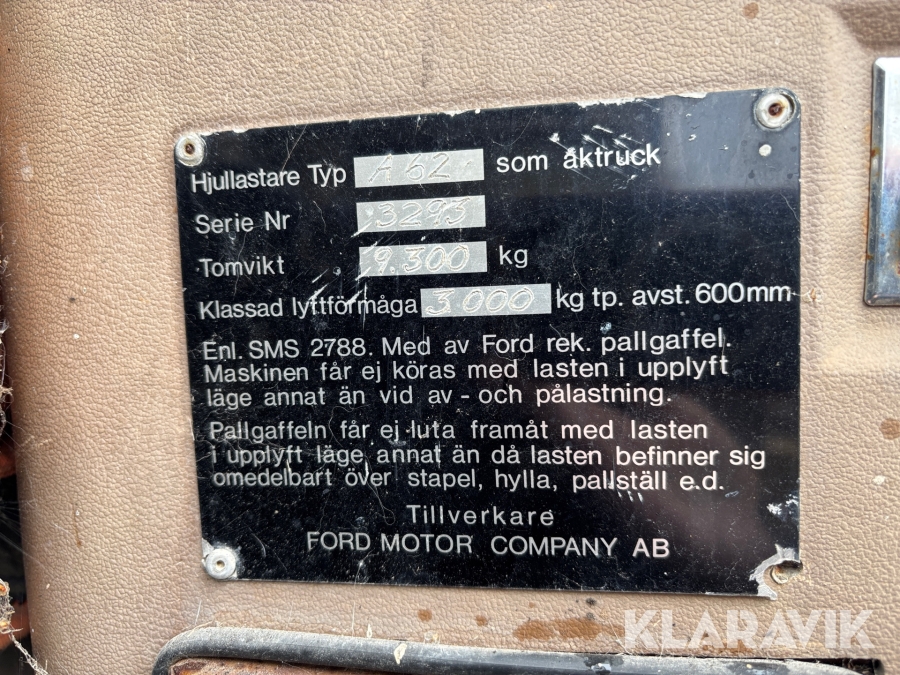 Hjullastare Typ A62 som åktruck
Serie Nr 3293
Tomvikt 9.300 kg
Klassad lyftförmåga 3000 kg tp. avst. 600mm
Enl. SMS 2788. Med av Ford rek. pallgaffel.
Maskinen får ej köras med lasten i upplyft
läge annat än vid av - och pålastning.
Pallgaffeln får ej luta framåt med lasten
i upplyft läge annat än då lasten befinner sig
omedelbart över stapel, hylla, pallställ e.d.
Tillverkare
FORD MOTOR COMPANY AB
KLARAVIK